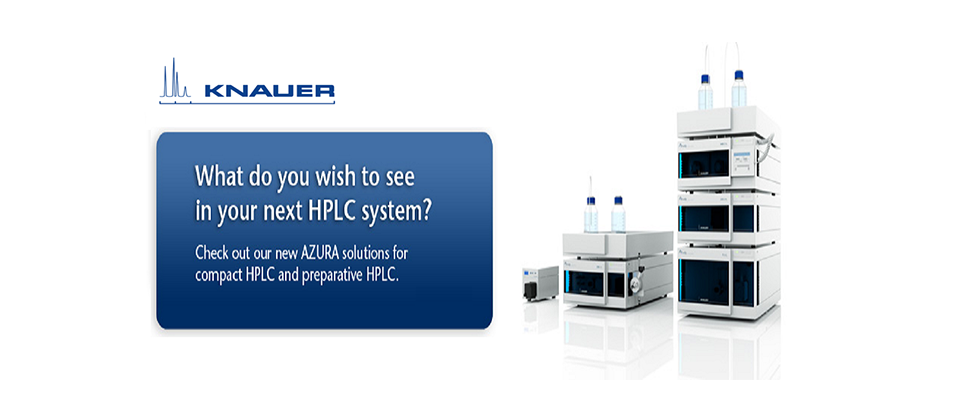 KNAUER
What do you wish to see
in your next HPLC system?
Check out our new AZURA solutions for
compact HPLC and preparative HPLC.